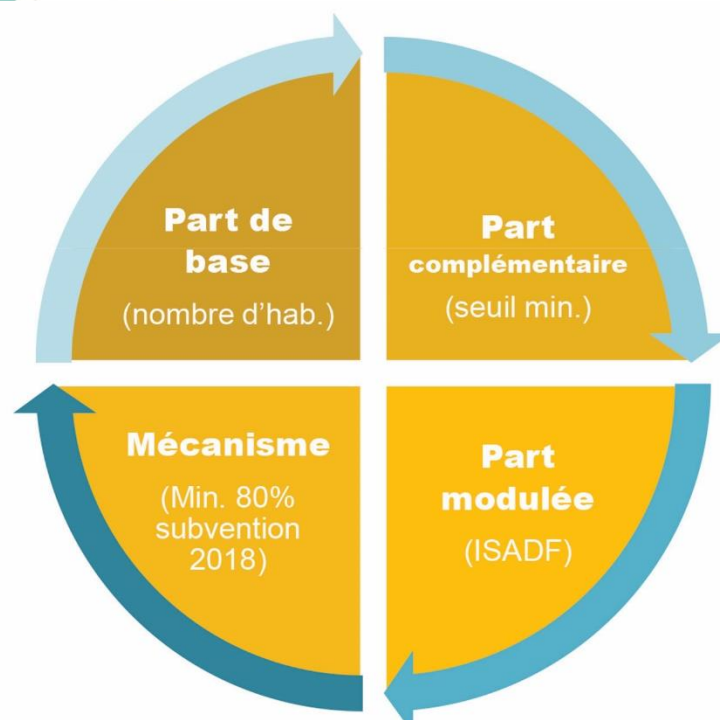 Part de
base
(nombre d'hab.)
Part
complémentaire
(seuil min.)
Mécanisme
(Min. 80%
subvention
2018)
Part
modulée
(ISADF)